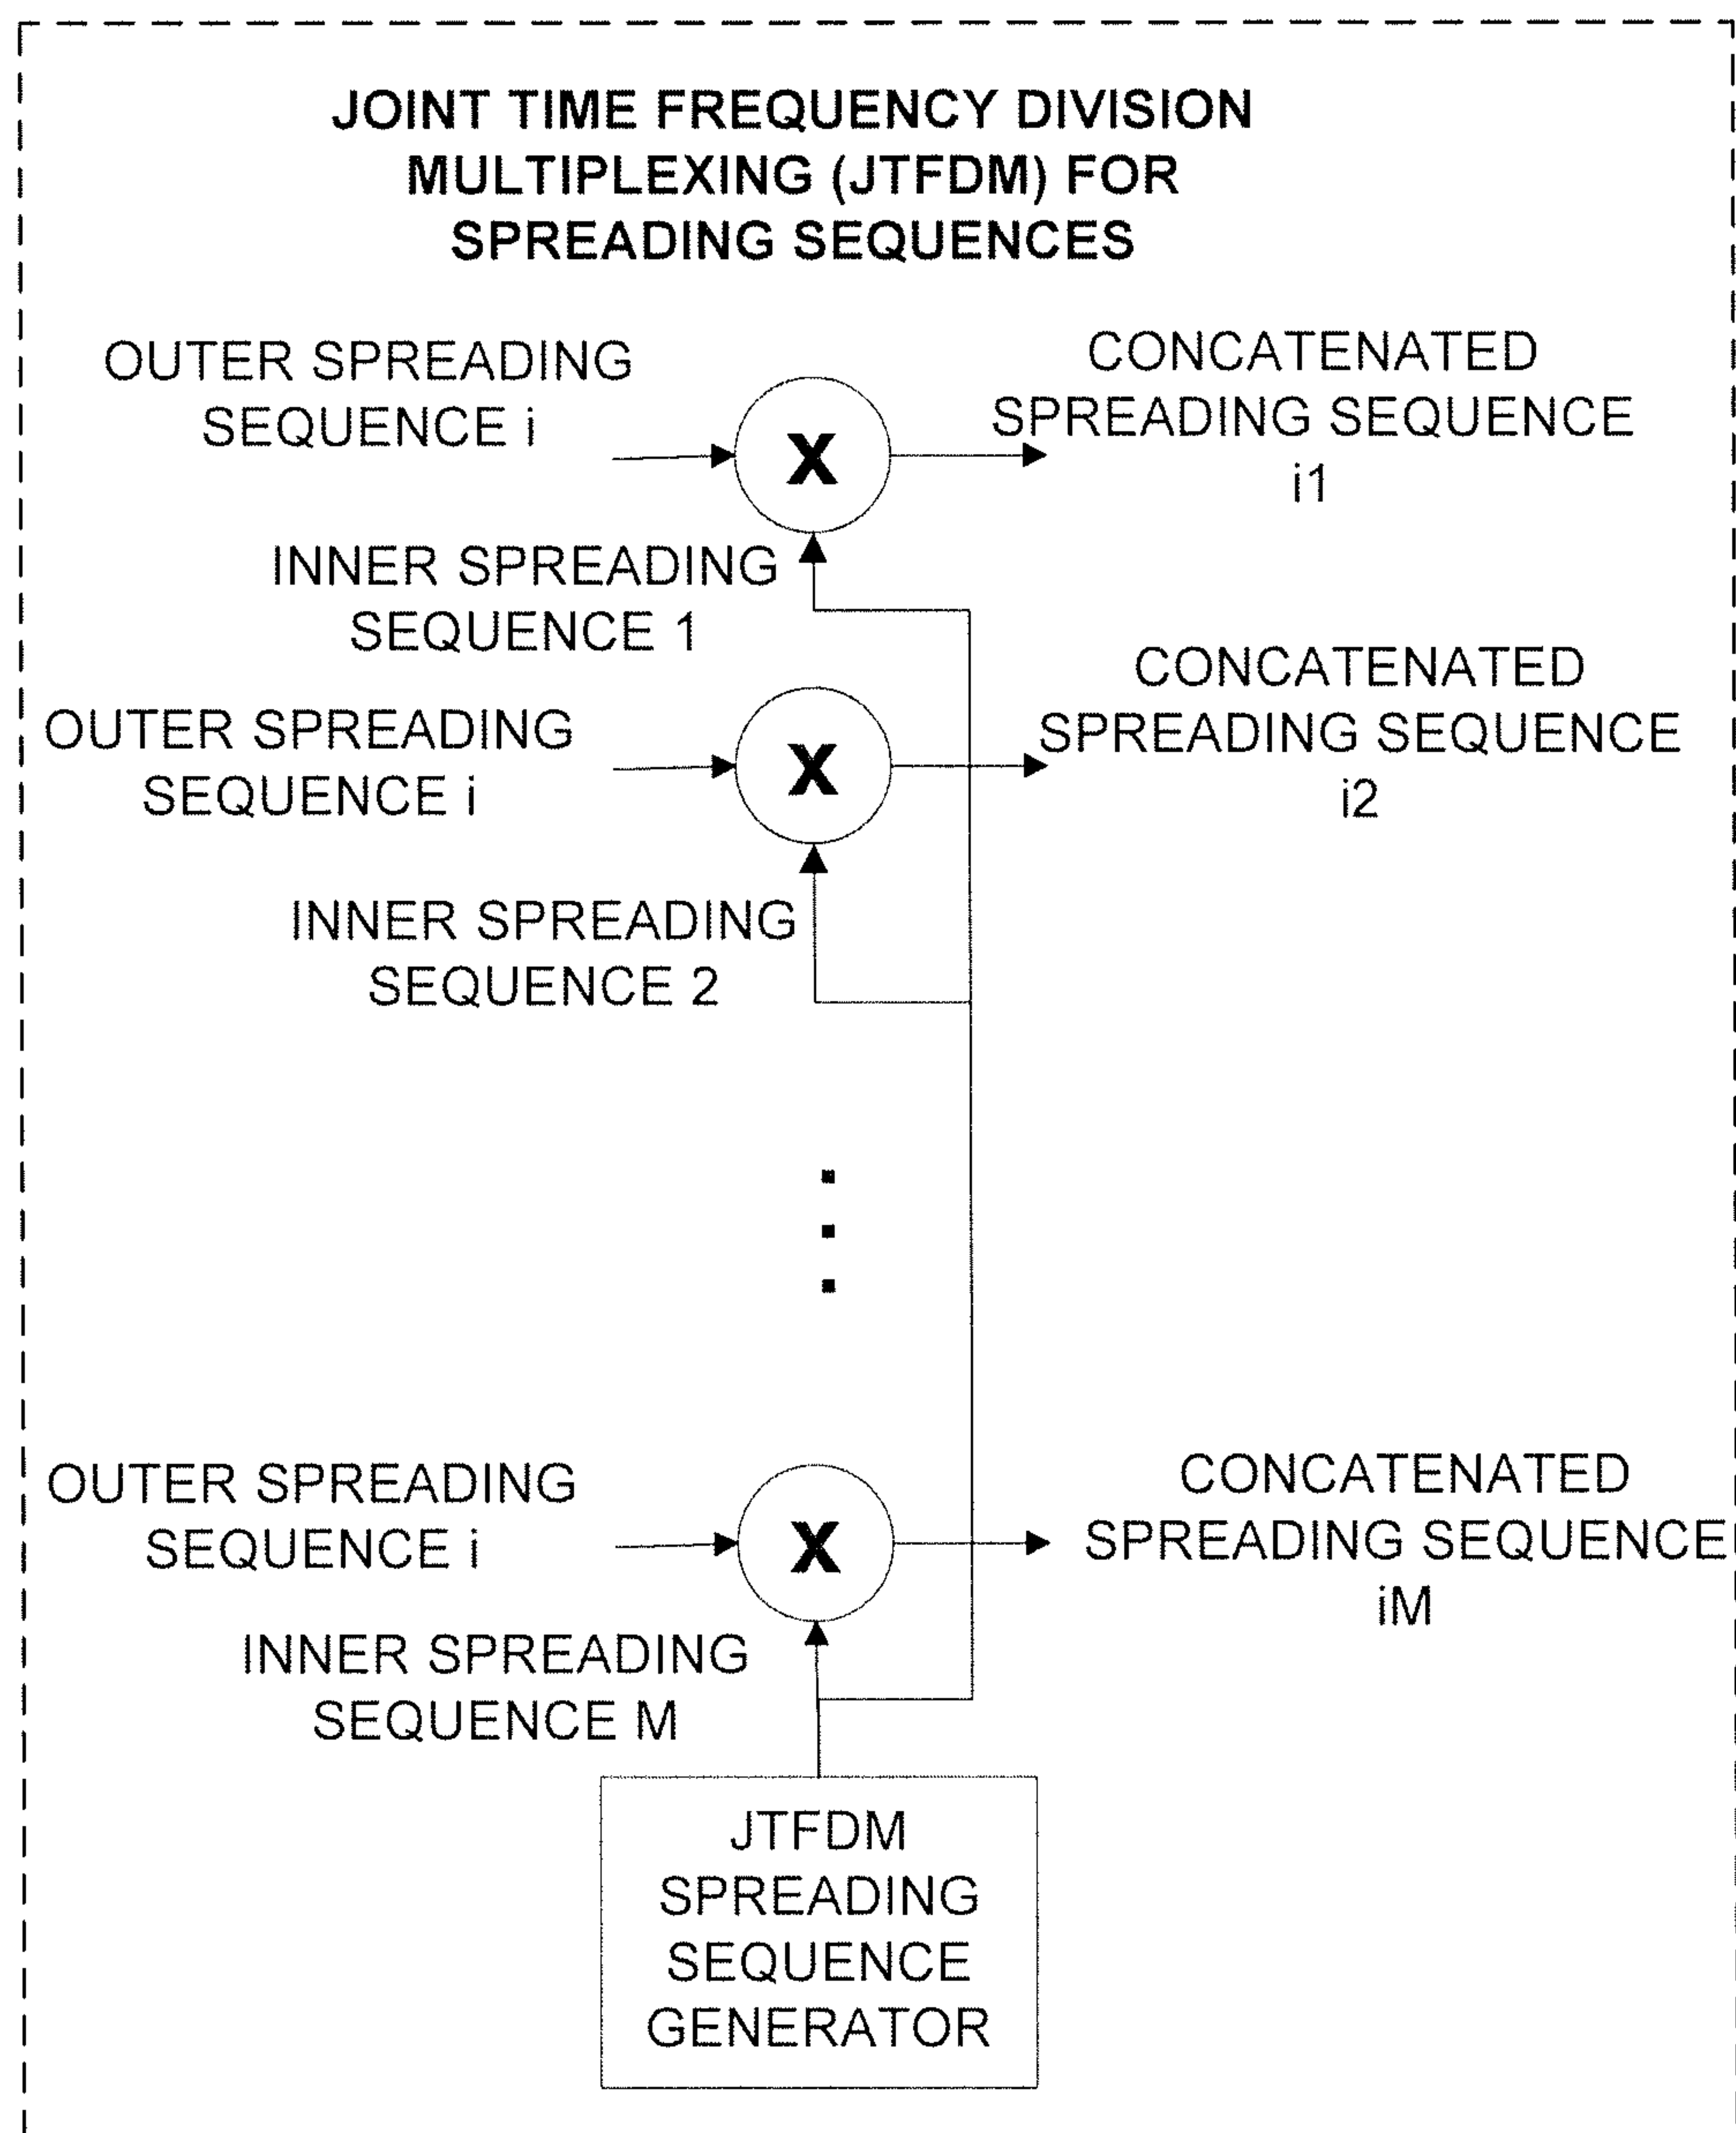 JOINT TIME FREQUENCY DIVISION
MULTIPLEXING (JTFDM) FOR
SPREADING SEQUENCES
OUTER SPREADING
SEQUENCE i
X
CONCATENATED
SPREADING SEQUENCE
i1
INNER SPREADING
SEQUENCE 1
OUTER SPREADING
SEQUENCE i
X
CONCATENATED
SPREADING SEQUENCE
i2
INNER SPREADING
SEQUENCE 2
OUTER SPREADING
SEQUENCE i
X
CONCATENATED
SPREADING SEQUENCE
iM
INNER SPREADING
SEQUENCE M
JTFDM
SPREADING
SEQUENCE
GENERATOR